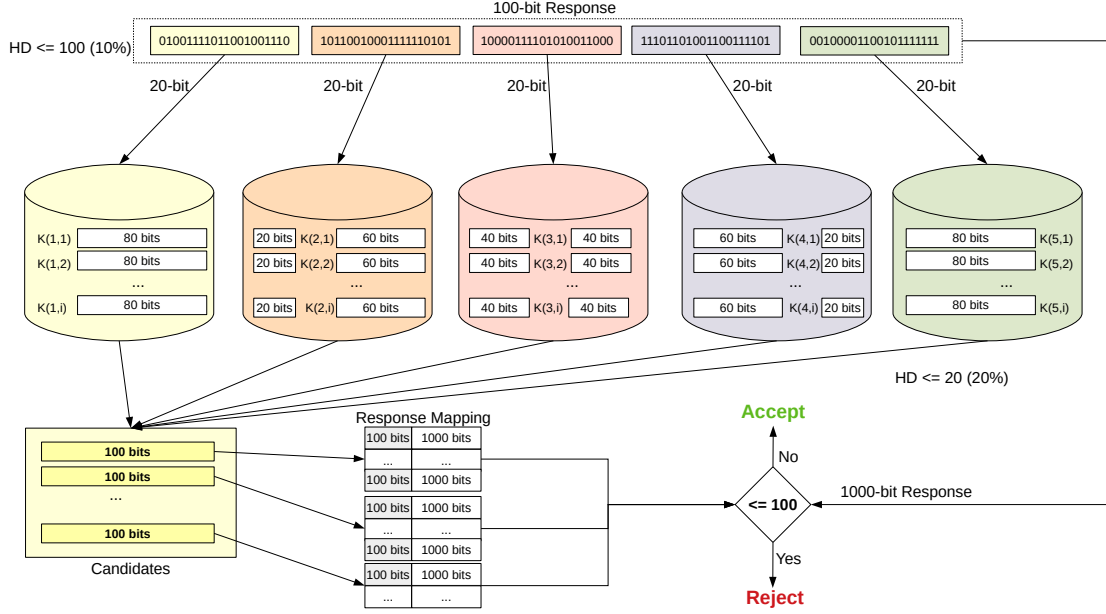 100-bit Response
HD <= 100 (10%)
01001111011001001110
10110010001111110101
10000111101010011000
11101101001100111101
00100001100101111111
20-bit
20-bit
20-bit
20-bit
20-bit
K(1,1) 80 bits
K(1,2) 80 bits
...
K(1,i) 80 bits
20 bits K(2,1) 60 bits
20 bits K(2,2) 60 bits
...
20 bits K(2,i) 60 bits
40 bits K(3,1) 40 bits
40 bits K(3,2) 40 bits
...
40 bits K(3,i) 40 bits
60 bits K(4,1) 20 bits
60 bits K(4,2) 20 bits
...
60 bits K(4,i) 20 bits
80 bits K(5,1)
80 bits K(5,2)
...
80 bits K(5,i)
HD <= 20 (20%)
100 bits
100 bits
...
100 bits
Candidates
Response Mapping
100 bits 1000 bits
... ...
100 bits 1000 bits
100 bits 1000 bits
... ...
100 bits 1000 bits
100 bits 1000 bits
... ...
Accept
No
<= 100
1000-bit Response
Yes
Reject